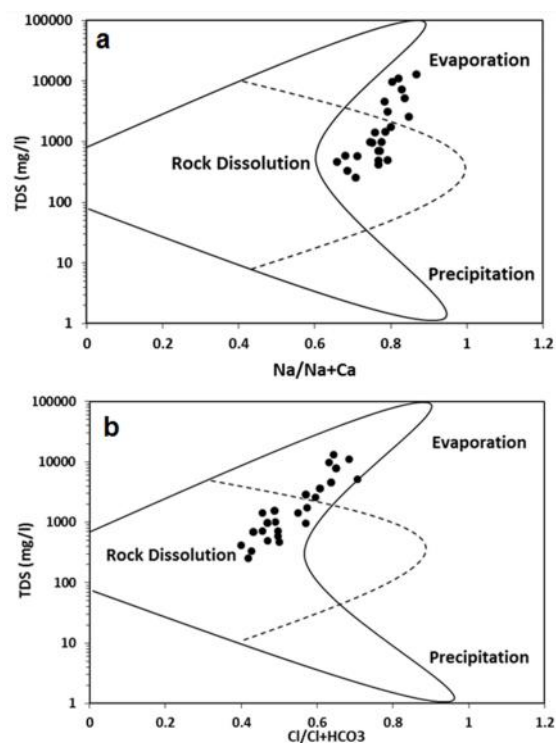 a
100000
10000
1000
100
10
1
TDS (mg/l)
Evaporation
Rock Dissolution
Precipitation
0
0.2
0.4
0.6
0.8
1
1.2
Na/Na+Ca
b
100000
10000
1000
100
10
1
TDS (mg/l)
Evaporation
Rock Dissolution
Precipitation
0
0.2
0.4
0.6
0.8
1
1.2
Cl/Cl+HCO3